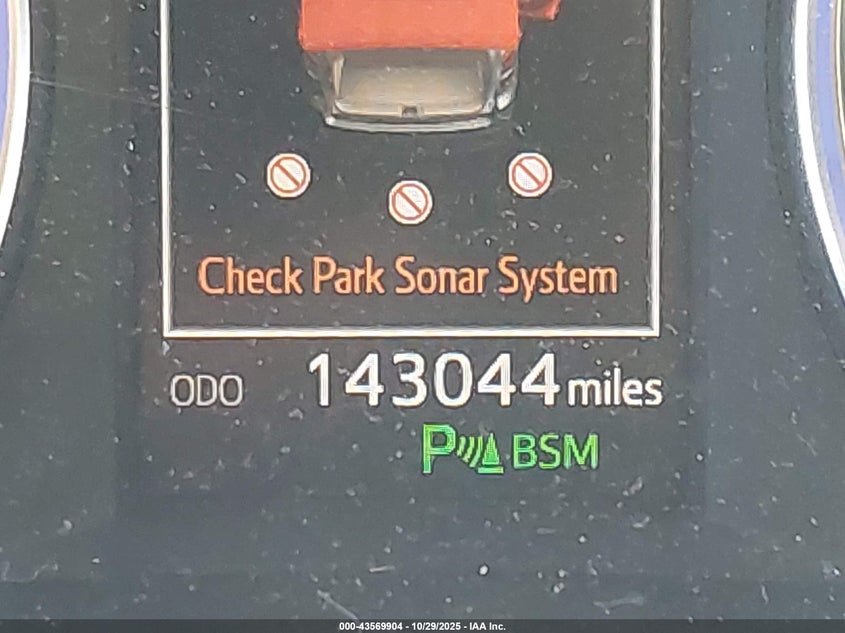 Check Park Sonar System
ODO 143044 miles
P BSM
000-43569904 - 10/29/2025 - IAA Inc.